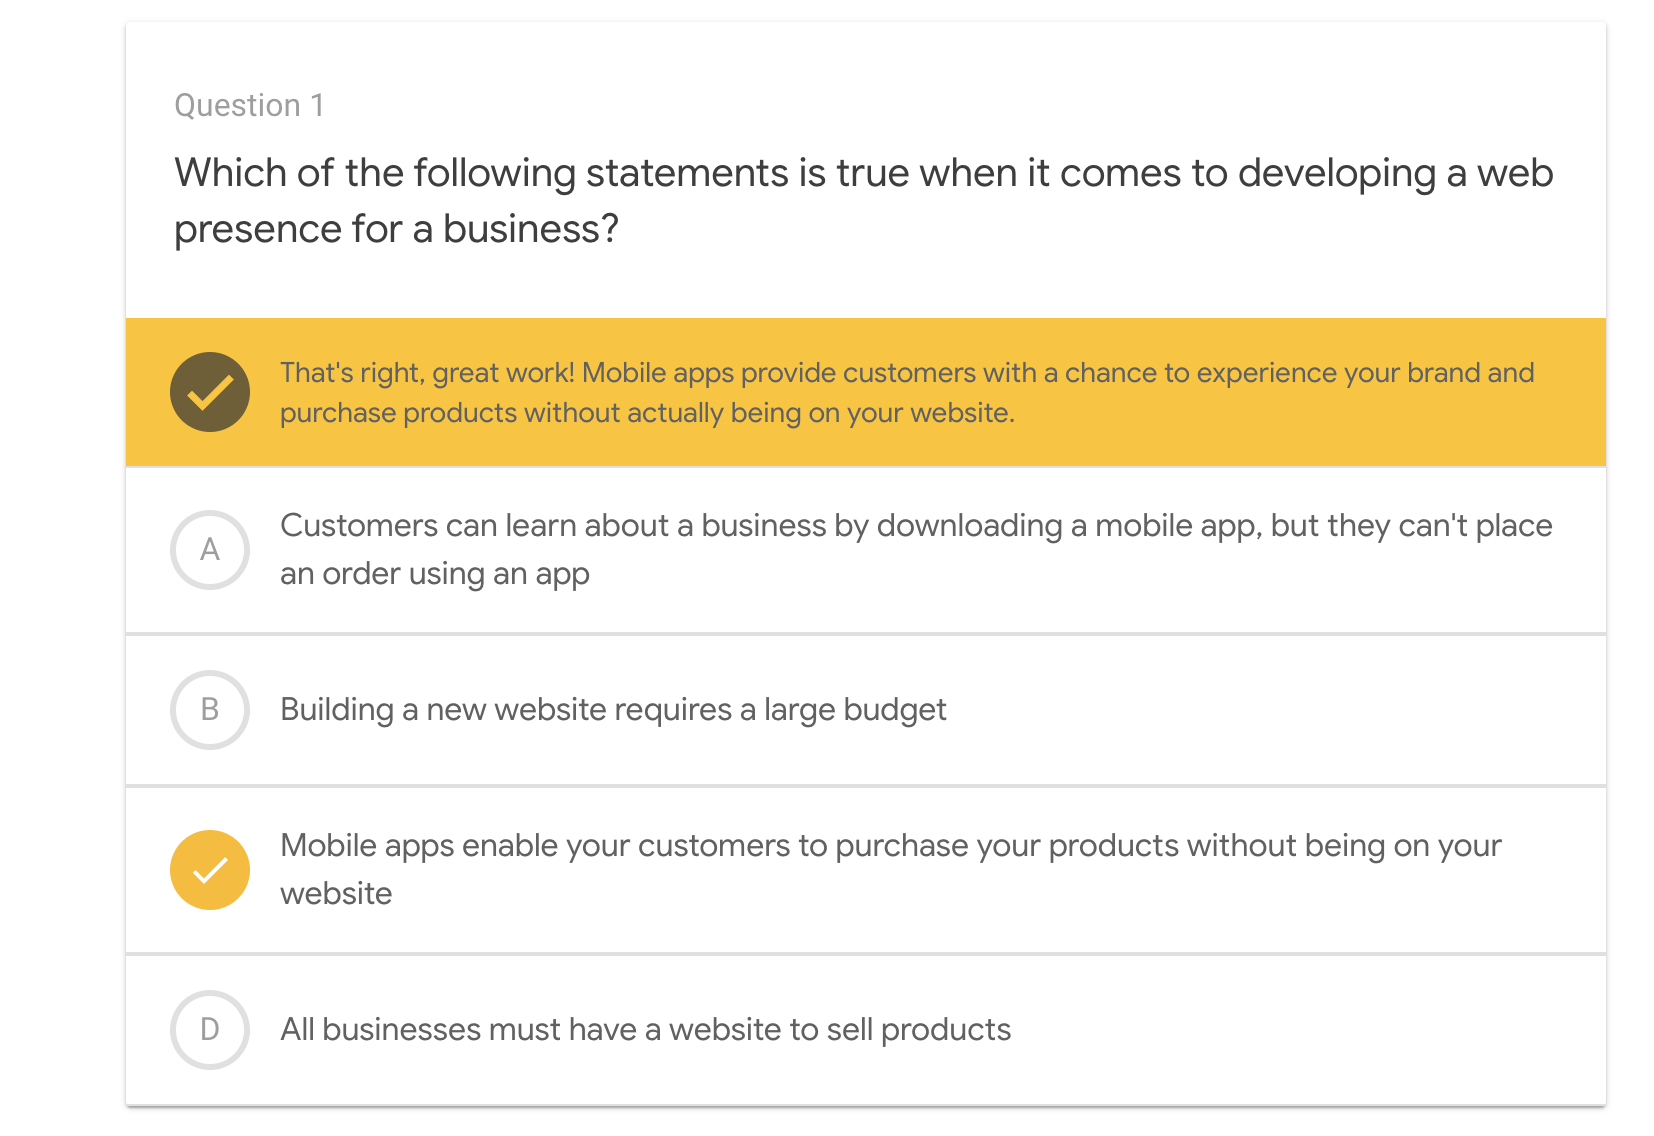 Question 1
Which of the following statements is true when it comes to developing a web
presence for a business?
That's right, great work! Mobile apps provide customers with a chance to experience your brand and
purchase products without actually being on your website.
A
Customers can learn about a business by downloading a mobile app, but they can't place
an order using an app
B
Building a new website requires a large budget
Mobile apps enable your customers to purchase your products without being on your
website
D
All businesses must have a website to sell products